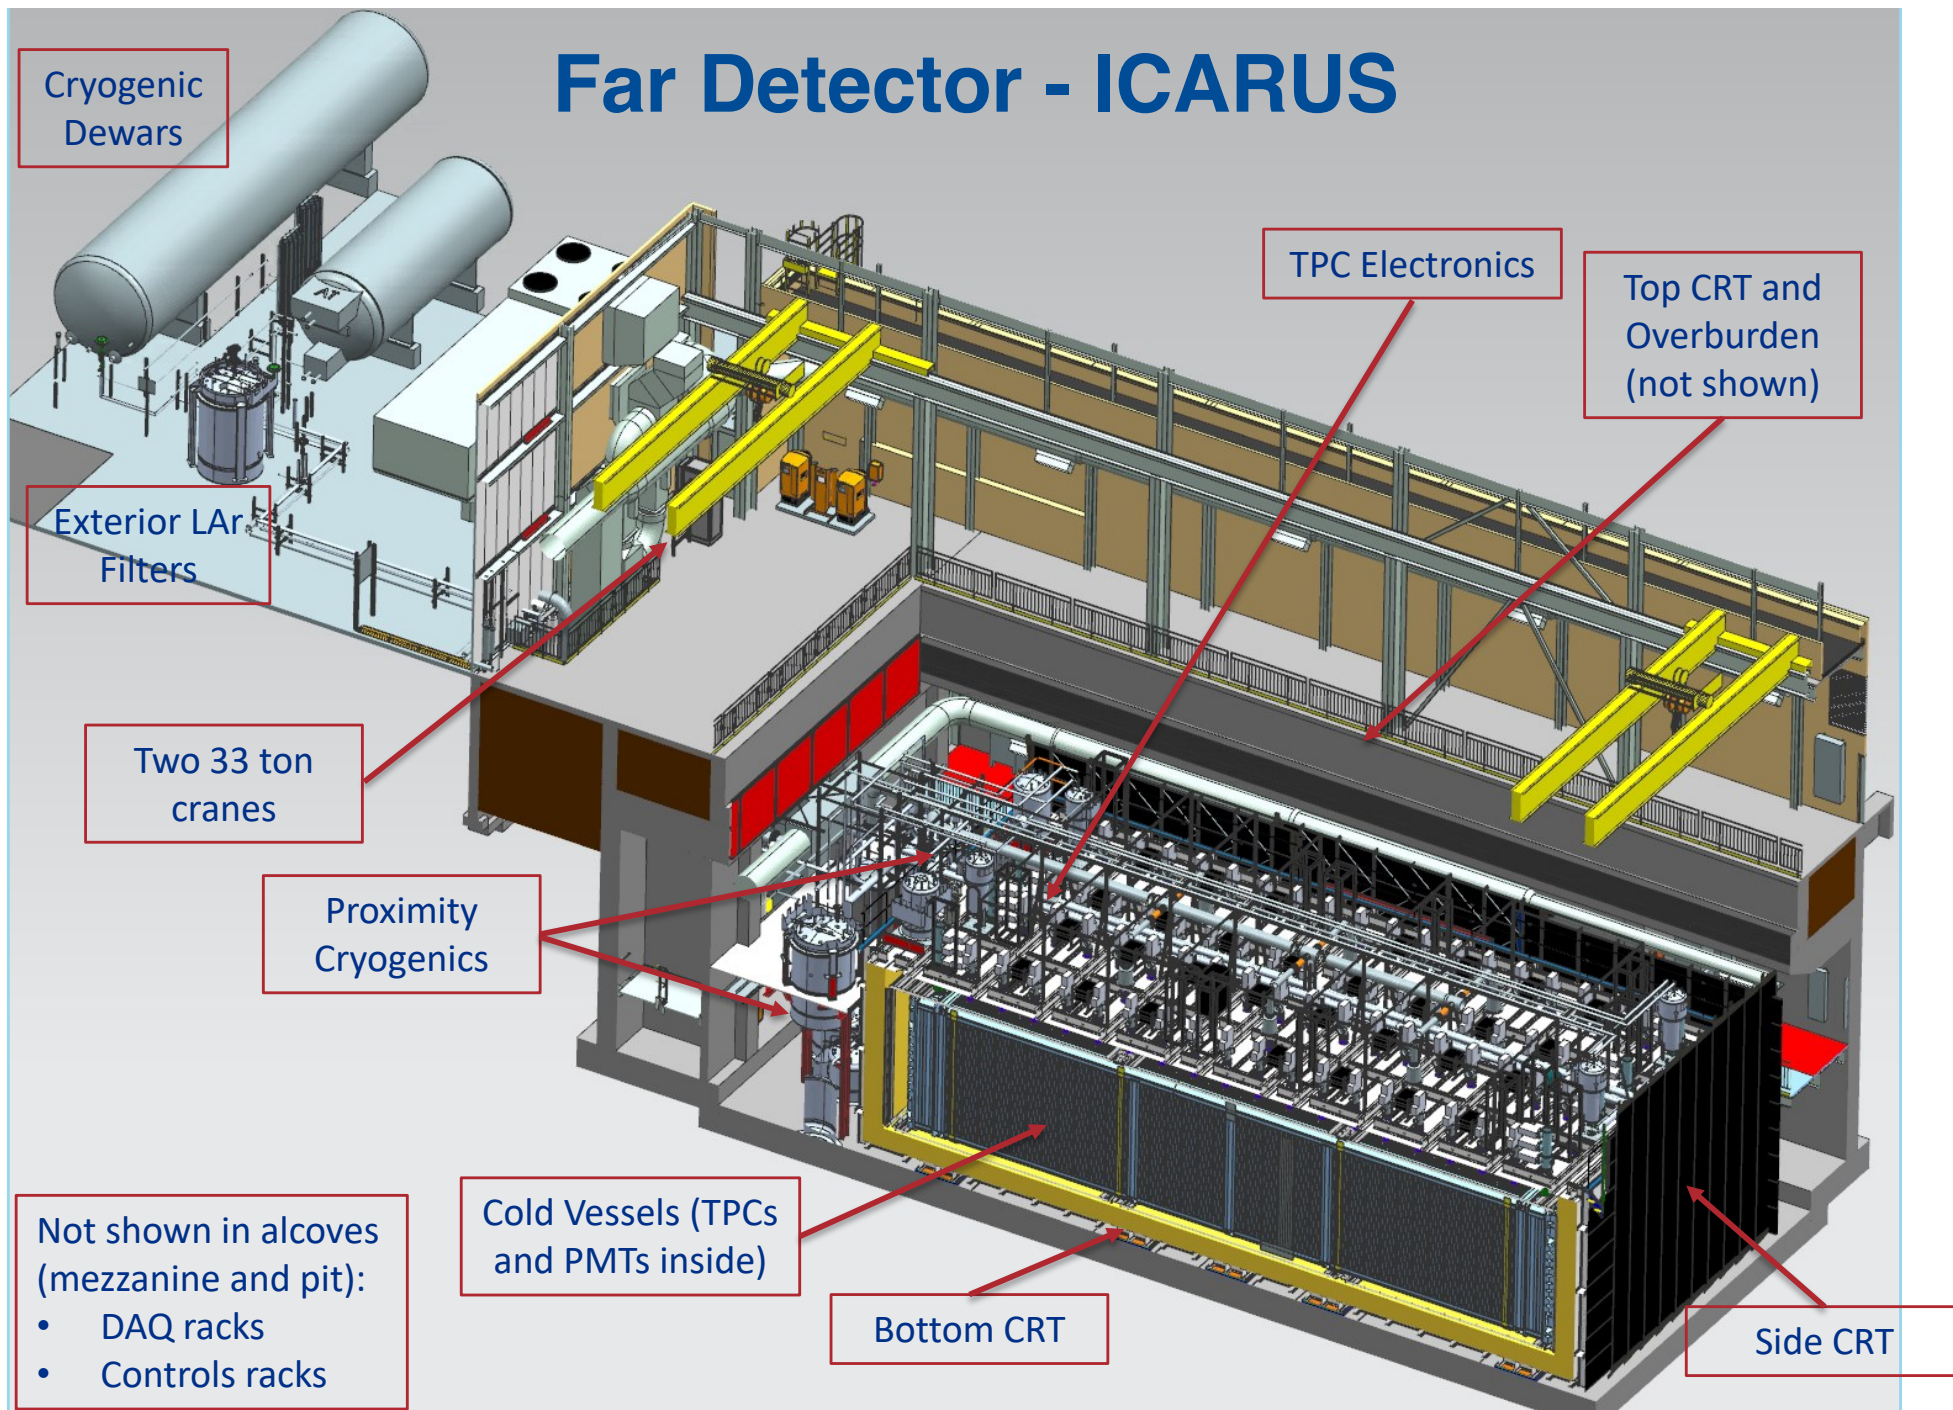 Far Detector - ICARUS
Cryogenic
Dewars
TPC Electronics
Top CRT and
Overburden
(not shown)
AT
Exterior LAr
Filters
Two 33 ton
cranes
Proximity
Cryogenics
Cold Vessels (TPCs
and PMTs inside)
Not shown in alcoves
(mezzanine and pit):
• DAQ racks
• Controls racks
Bottom CRT
Side CRT